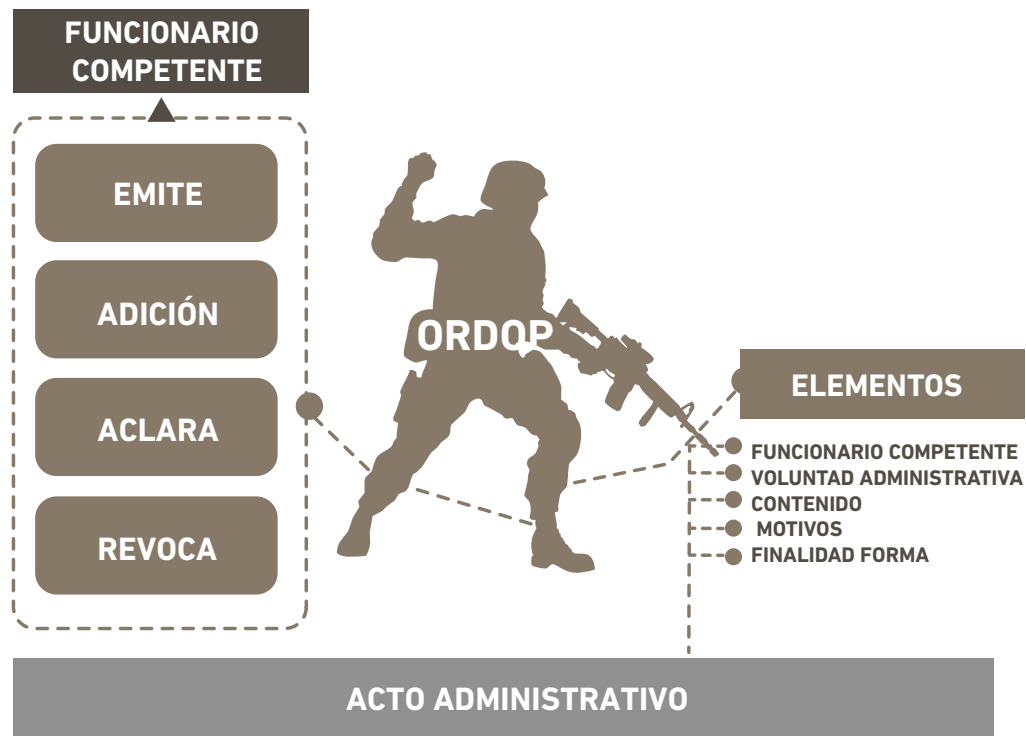 FUNCIONARIO
COMPETENTE
EMITE
ADICIÓN
ACLARA
REVOCA
ORDOP
ELEMENTOS
FUNCIONARIO COMPETENTE
VOLUNTAD ADMINISTRATIVA
CONTENIDO
MOTIVOS
FINALIDAD FORMA
ACTO ADMINISTRATIVO